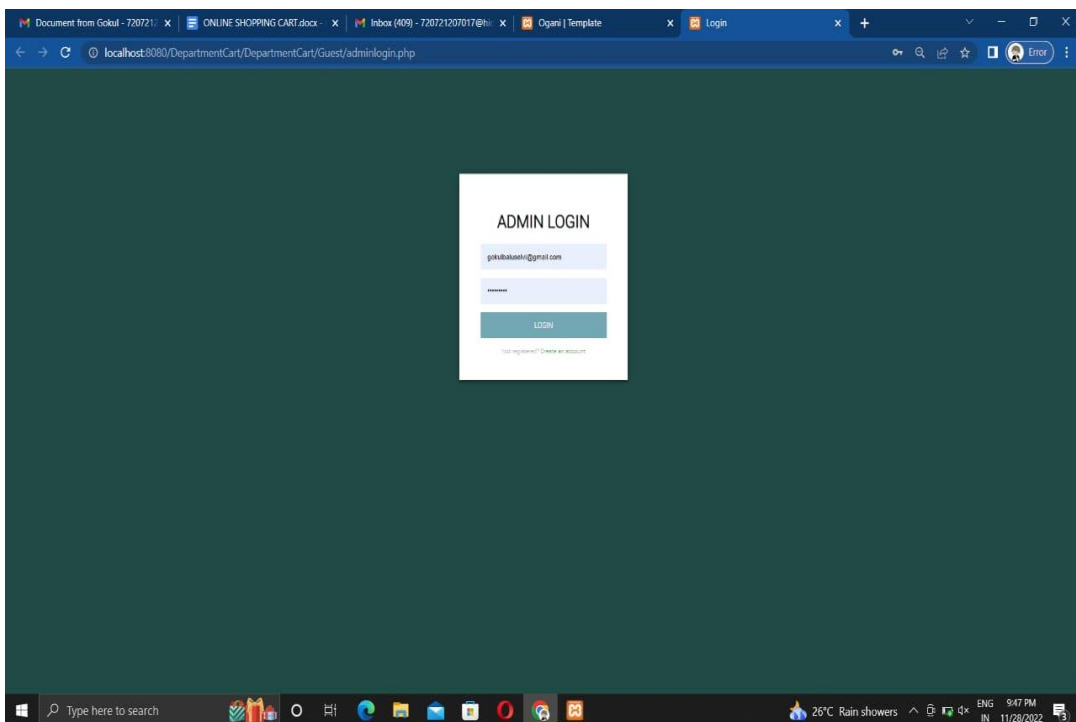 Document from Gokul - 720721
ONLINE SHOPPING CART.docx -
Inbox (409) - 720721207017@hic
Ogani | Template
Login
localhost:8080/DepartmentCart/DepartmentCart/Guest/adminlogin.php
Error
ADMIN LOGIN
gokulbaluselvi@gmail.com
LOGIN
Not registered? Create an account
Type here to search
26°C Rain showers
ENG
IN
9:47 PM
11/28/2022